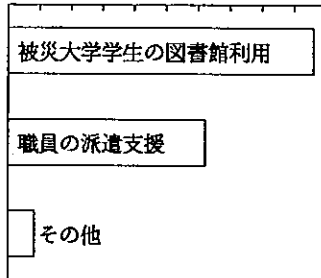 被災大学学生の図書館利用
職員の派遣支援
その他